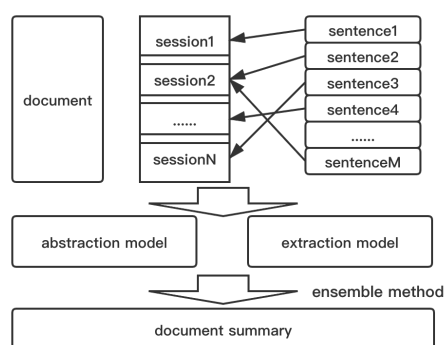 document
session1
session2
......
sessionN
sentence1
sentence2
sentence3
sentence4
......
sentenceM
abstraction model
extraction model
ensemble method
document summary